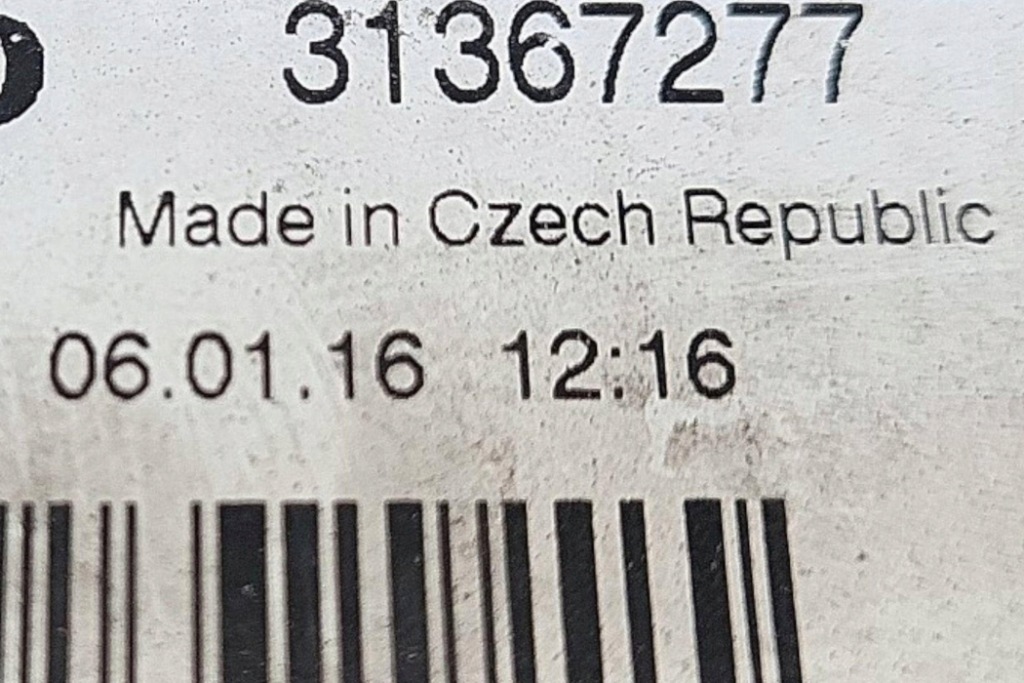 31367277
Made in Czech Republic
06.01.16 12:16